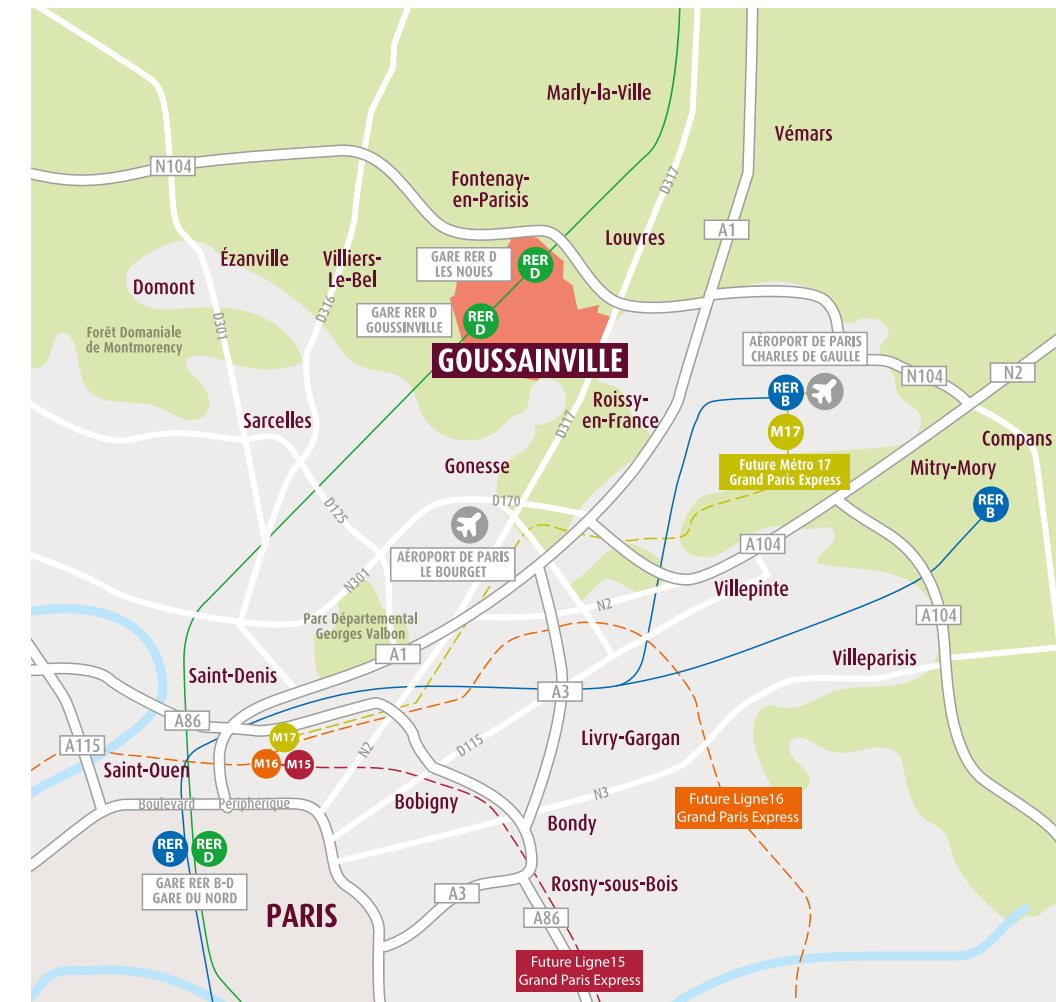 Marly-la-Ville
Vémars
N104
Fontenay-
en-Parisis
D317
A1
Louvres
Ézanville
Villiers-
Le-Bel
GARE RER D
LES NOUES
RER
D
Domont
D316
D301
GARE RER D
GOUSSINVILLE
RER
D
Forêt Domaniale
de Montmorency
GOUSSAINVILLE
AÉROPORT DE PARIS
CHARLES DE GAULLE
N104
N2
RER
B
Roissy-
en-France
Sarcelles
D317
M17
Compans
Gonesse
Future Métro 17
Grand Paris Express
Mitry-Mory
RER
B
D125
D170
AÉROPORT DE PARIS
LE BOURGET
A104
N301
Villepinte
N2
Parc Départemental
Georges Valbon
A104
A1
Villeparisis
Saint-Denis
A3
A86
M17
A115
Saint-Ouen
M16
M15
N2
D115
Livry-Gargan
Boulevard Périphérique
Bobigny
N3
Future Ligne16
Grand Paris Express
Bondy
RER
B
RER
D
GARE RER B-D
GARE DU NORD
A3
Rosny-sous-Bois
PARIS
A86
Future Ligne15
Grand Paris Express